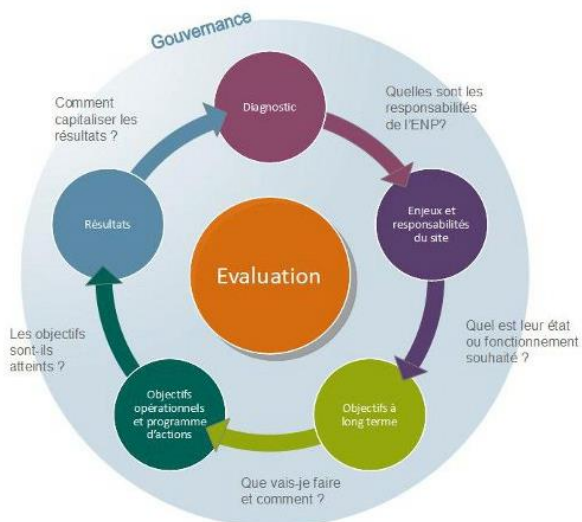 Gouvernance
Diagnostic
Quelles sont les
responsabilités
de l'ENP?
Enjeux et
responsabilités
du site
Quel est leur état
ou fonctionnement
souhaité ?
Objectifs à
long terme
Que vais-je faire
et comment ?
Objectifs
opérationnels
et programme
d'actions
Les objectifs
sont-ils
atteints ?
Résultats
Comment
capitaliser les
résultats ?
Evaluation